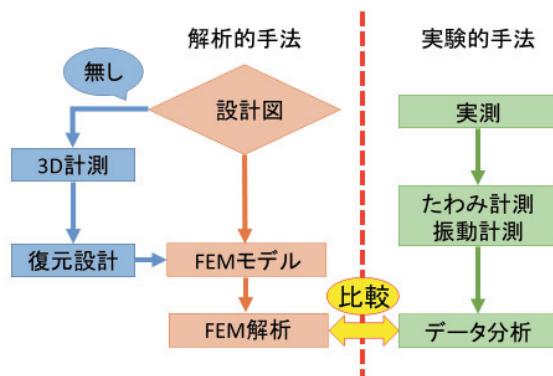 解析的手法
実験的手法
無し
設計図
実測
3D計測
たわみ計測
振動計測
復元設計
FEMモデル
比較
FEM解析
データ分析